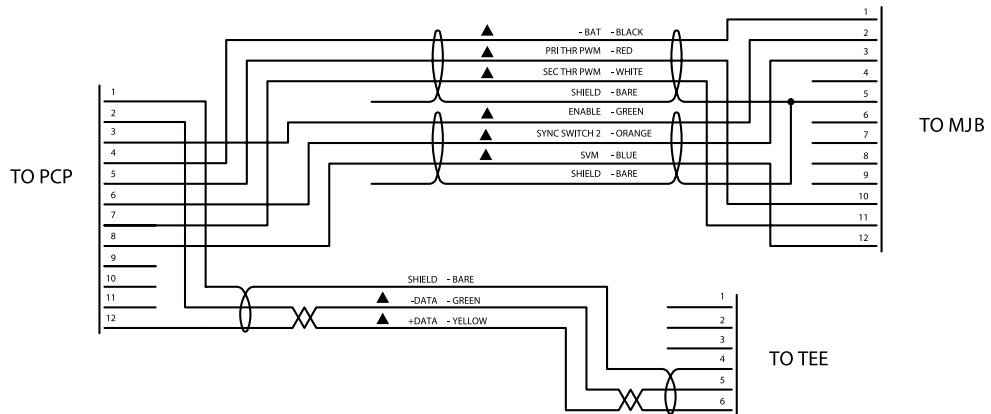 - BAT - BLACK
PRI THR PWM - RED
SEC THR PWM - WHITE
SHIELD - BARE
ENABLE - GREEN
SYNC SWITCH 2 - ORANGE
SVM - BLUE
SHIELD - BARE
1
2
3
4
5
6
7
8
9
10
11
12
TO MJB
TO PCP
1
2
3
4
5
6
7
8
9
10
11
12
SHIELD - BARE
-DATA - GREEN
+DATA - YELLOW
1
2
3
4
5
6
TO TEE